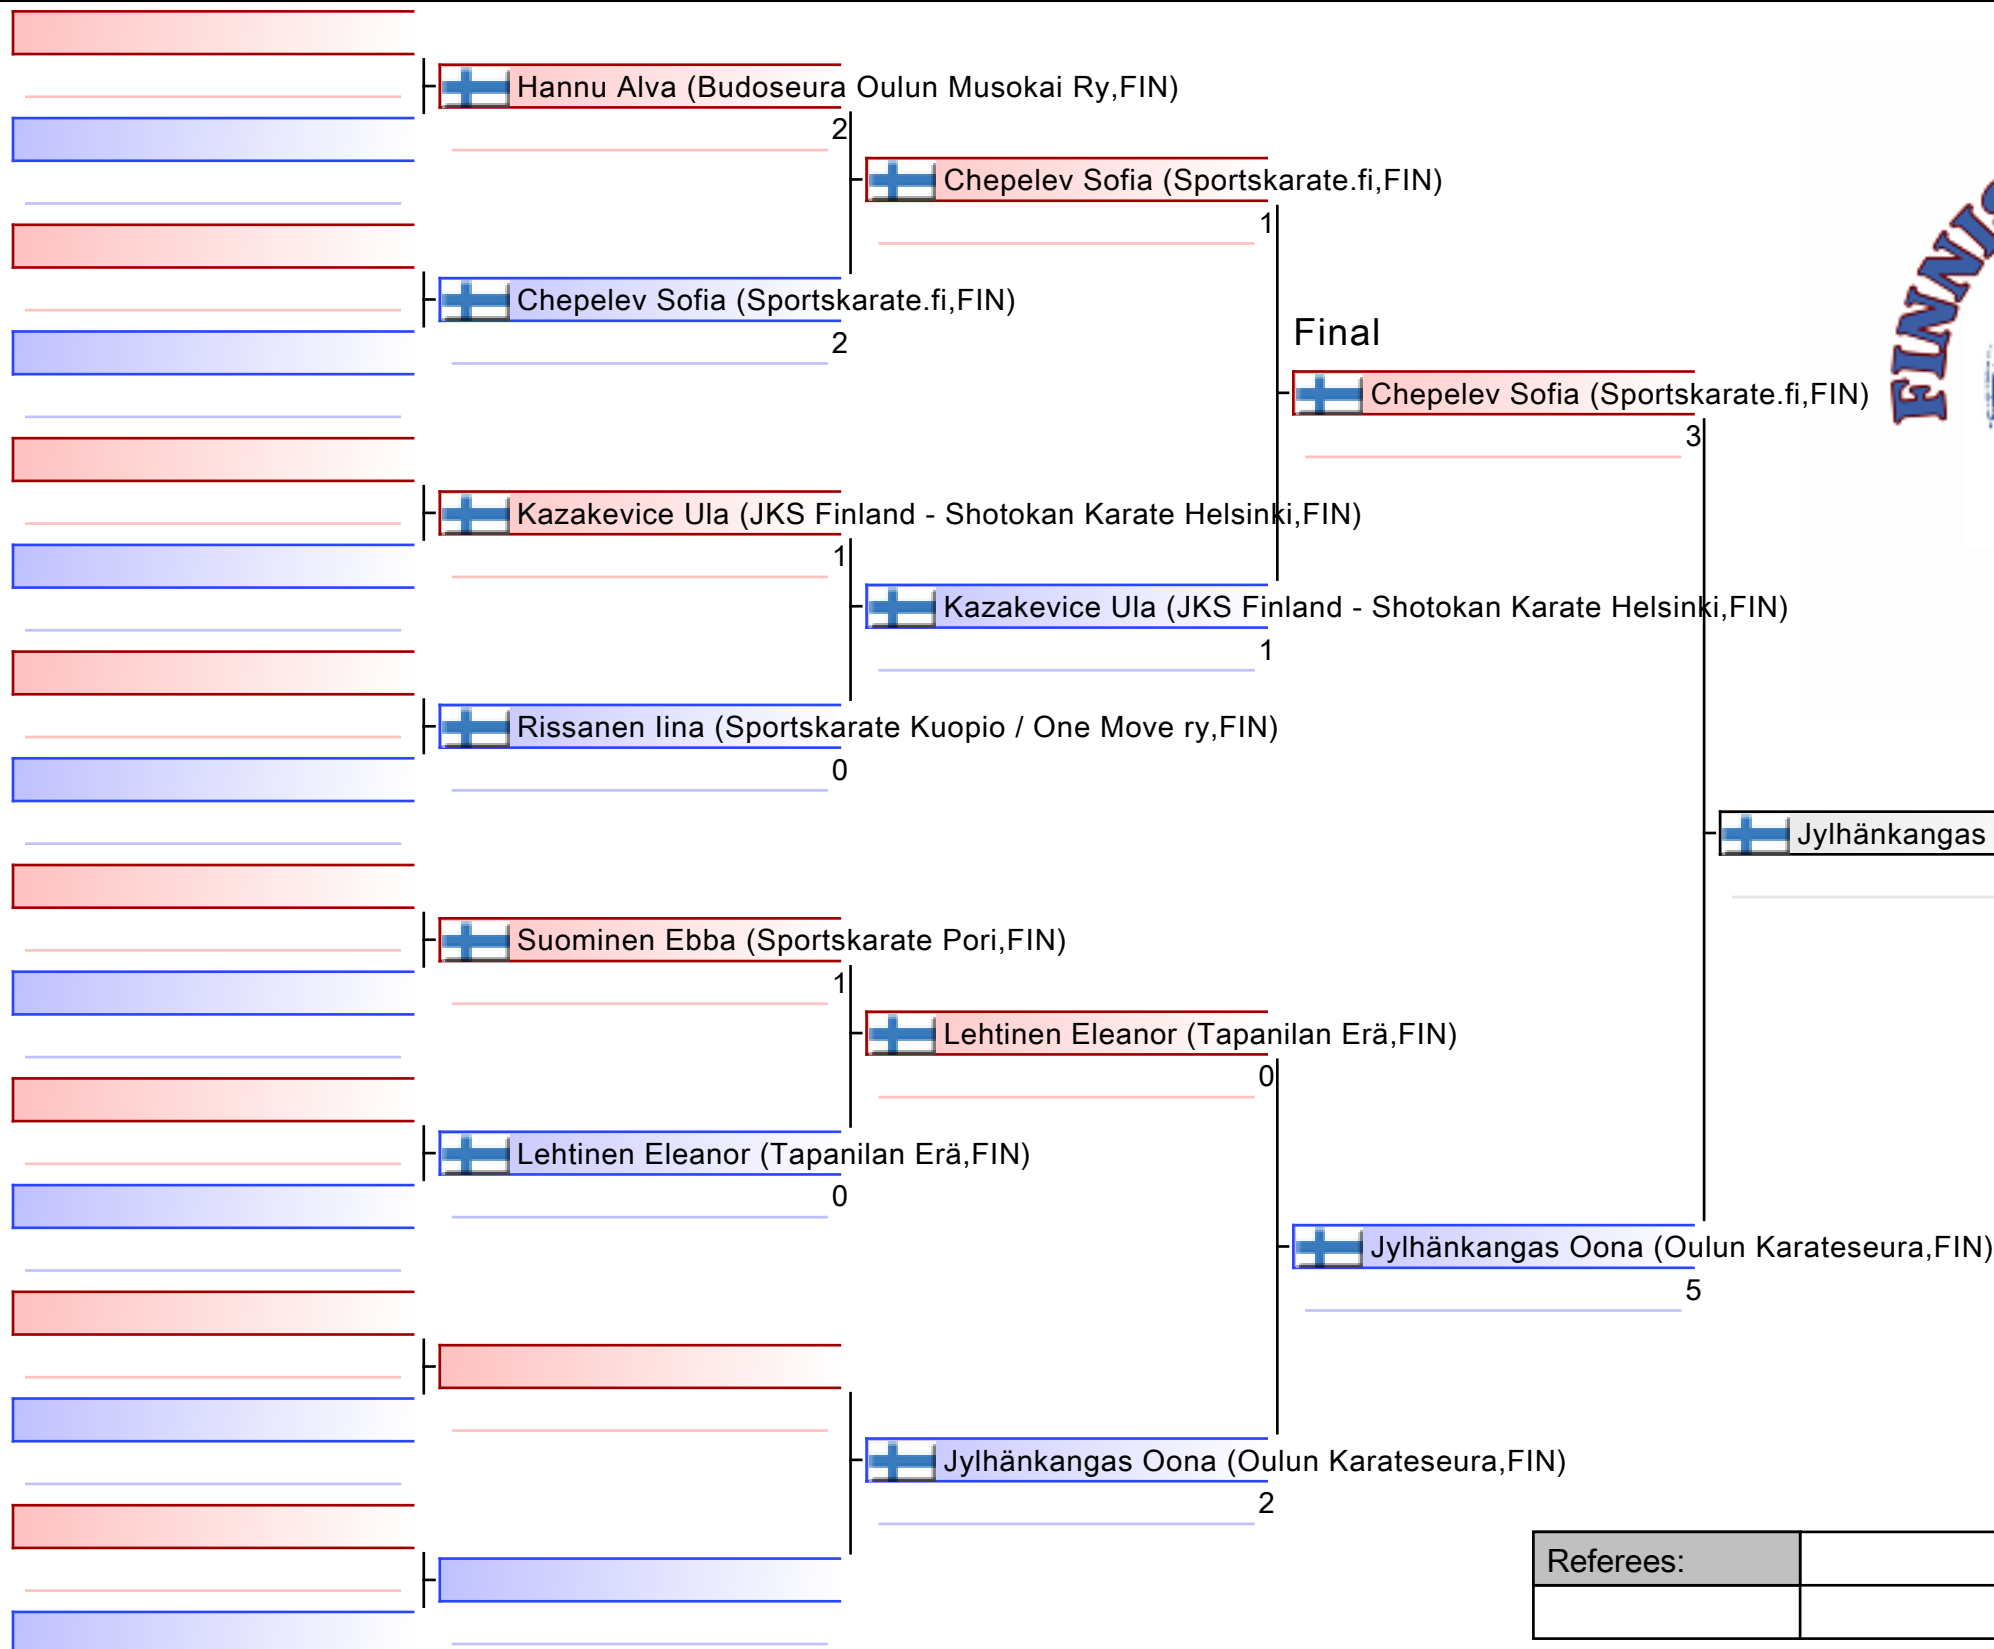 Hannu Alva (Budoseura Oulun Musokai Ry,FIN)
2
Chepelev Sofia (Sportskarate.fi,FIN)
1
Chepelev Sofia (Sportskarate.fi,FIN)
2
Final
Chepelev Sofia (Sportskarate.fi,FIN)
3
Kazakevice Ula (JKS Finland - Shotokan Karate Helsinki,FIN)
1
Kazakevice Ula (JKS Finland - Shotokan Karate Helsinki,FIN)
1
Rissanen Iina (Sportskarate Kuopio / One Move ry,FIN)
0
Jylhänkangas
Suominen Ebba (Sportskarate Pori,FIN)
1
Lehtinen Eleanor (Tapanilan Erä,FIN)
0
Lehtinen Eleanor (Tapanilan Erä,FIN)
0
Jylhänkangas Oona (Oulun Karateseura,FIN)
5
Jylhänkangas Oona (Oulun Karateseura,FIN)
2
Referees: